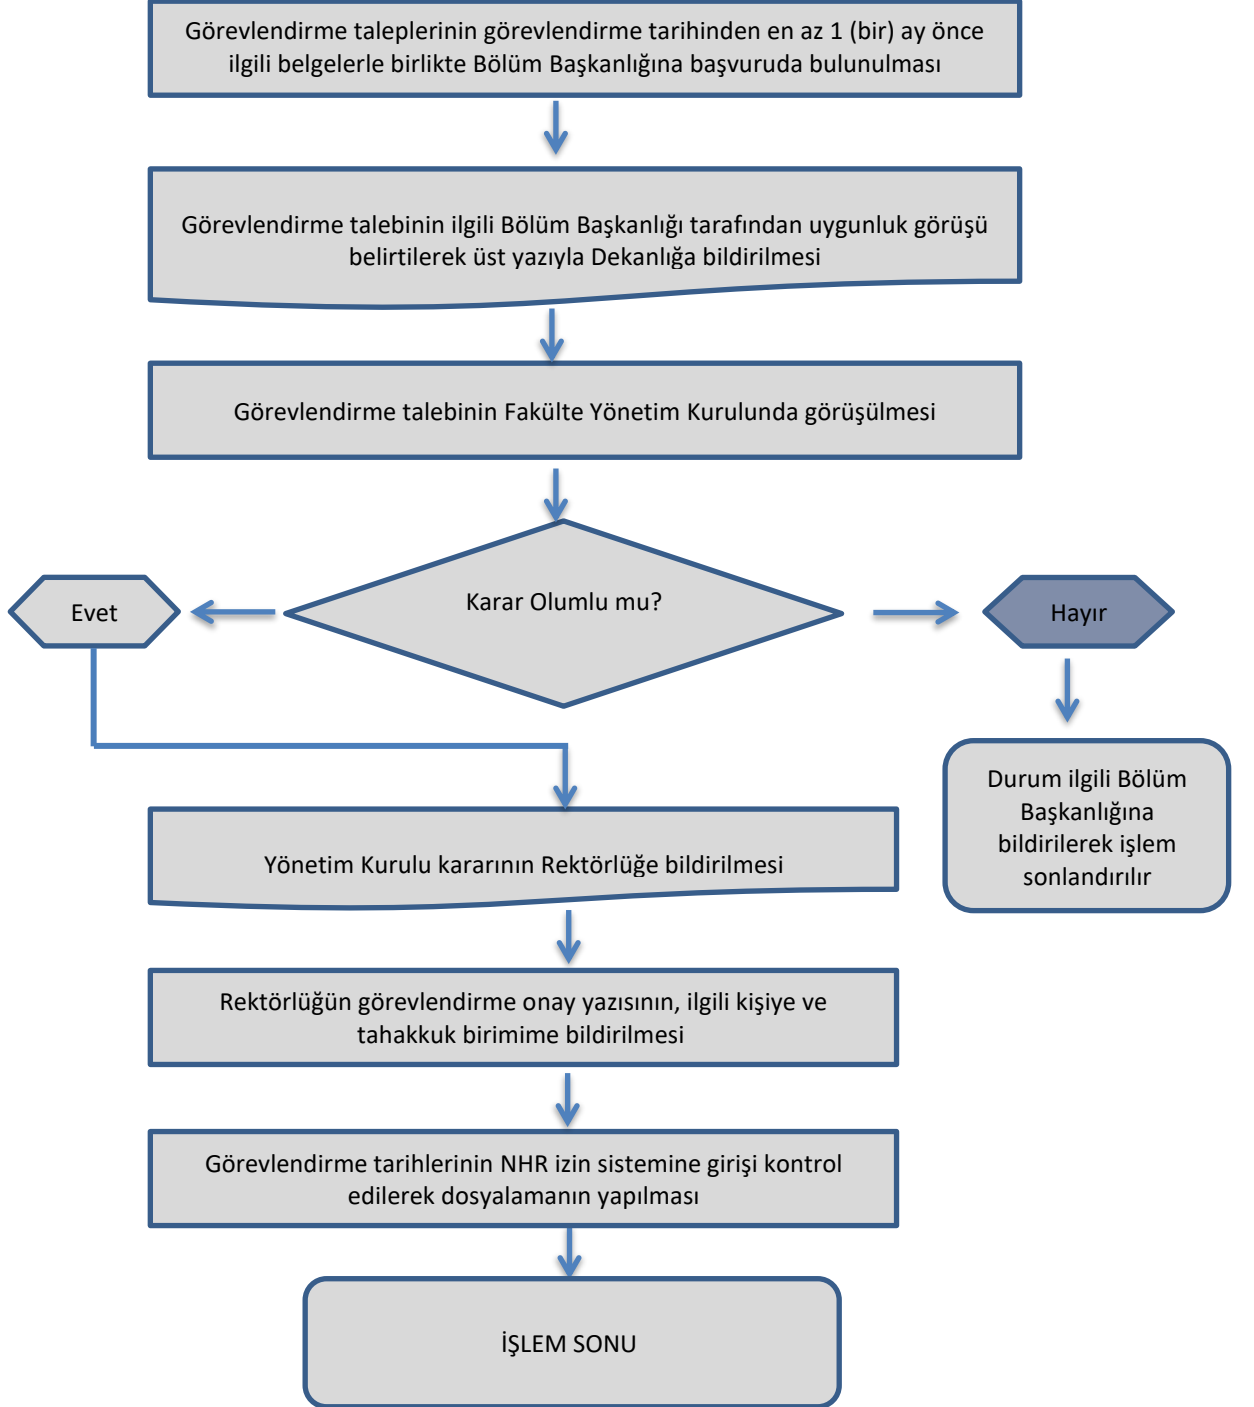 Görevlendirme taleplerinin görevlendirme tarihinden en az 1 (bir) ay önce
ilgili belgelerle birlikte Bölüm Başkanlığına başvuruda bulunulması
Görevlendirme talebinin ilgili Bölüm Başkanlığı tarafından uygunluk görüşü
belirtilerek üst yazıyla Dekanlığa bildirilmesi
Görevlendirme talebinin Fakülte Yönetim Kurulunda görüşülmesi
Karar Olumlu mu?
Evet
Hayır
Durum ilgili Bölüm
Başkanlığına
bildirilerek işlem
sonlandırılır
Yönetim Kurulu kararının Rektörlüğe bildirilmesi
Rektörlüğün görevlendirme onay yazısının, ilgili kişiye ve
tahakkuk birimime bildirilmesi
Görevlendirme tarihlerinin NHR izin sistemine girişi kontrol
edilerek dosyalamanın yapılması
İŞLEM SONU